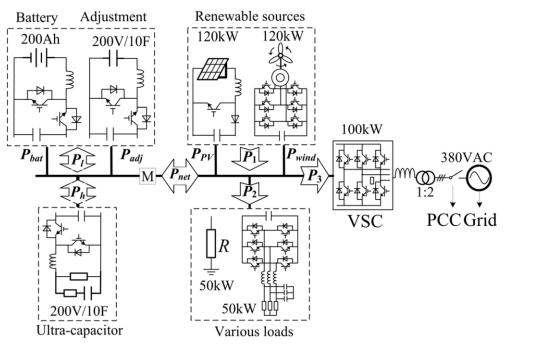 Battery Adjustment
200Ah 200V/10F
Renewable sources
120kW 120kW
P_bat P_l P_adj
P_PV P_1 P_wind
M P_net
P_h P_2 P_3
100kW
VSC
1:2
380VAC
PCC Grid
200V/10F
Ultra-capacitor
R
50kW
50kW
Various loads